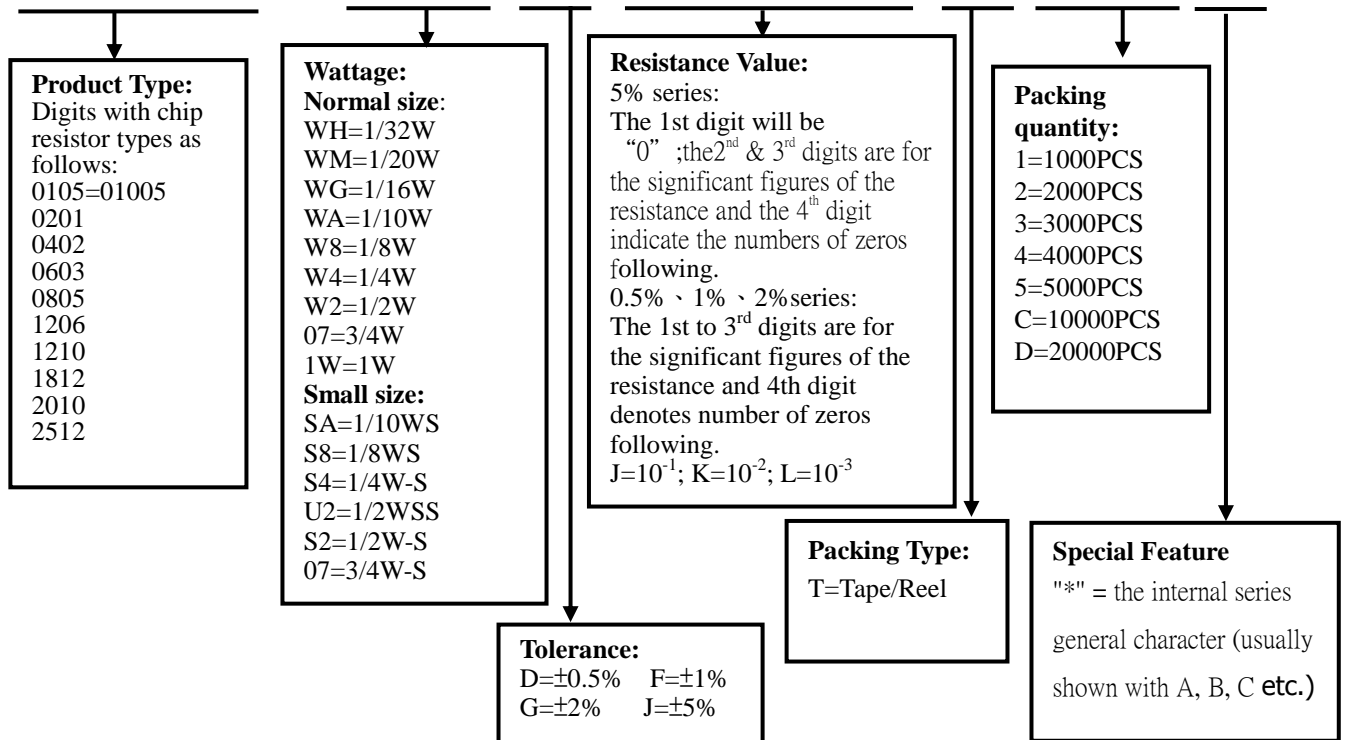 Product Type:
Digits with chip
resistor types as
follows:
0105=01005
0201
0402
0603
0805
1206
1210
1812
2010
2512
Wattage:
Normal size:
WH=1/32W
WM=1/20W
WG=1/16W
WA=1/10W
W8=1/8W
W4=1/4W
W2=1/2W
07=3/4W
1W=1W
Small size:
SA=1/10WS
S8=1/8WS
S4=1/4W-S
U2=1/2WSS
S2=1/2W-S
07=3/4W-S
Tolerance:
D=±0.5% F=±1%
G=±2% J=±5%
Resistance Value:
5% series:
The 1st digit will be
“0” ;the2nd & 3rd digits are for
the significant figures of the
resistance and the 4th digit
indicate the numbers of zeros
following.
0.5%、1%、2%series:
The 1st to 3rd digits are for
the significant figures of the
resistance and 4th digit
denotes number of zeros
following.
J=10-1; K=10-2; L=10-3
Packing Type:
T=Tape/Reel
Packing
quantity:
1=1000PCS
2=2000PCS
3=3000PCS
4=4000PCS
5=5000PCS
C=10000PCS
D=20000PCS
Special Feature
"*" = the internal series
general character (usually
shown with A, B, C etc.)